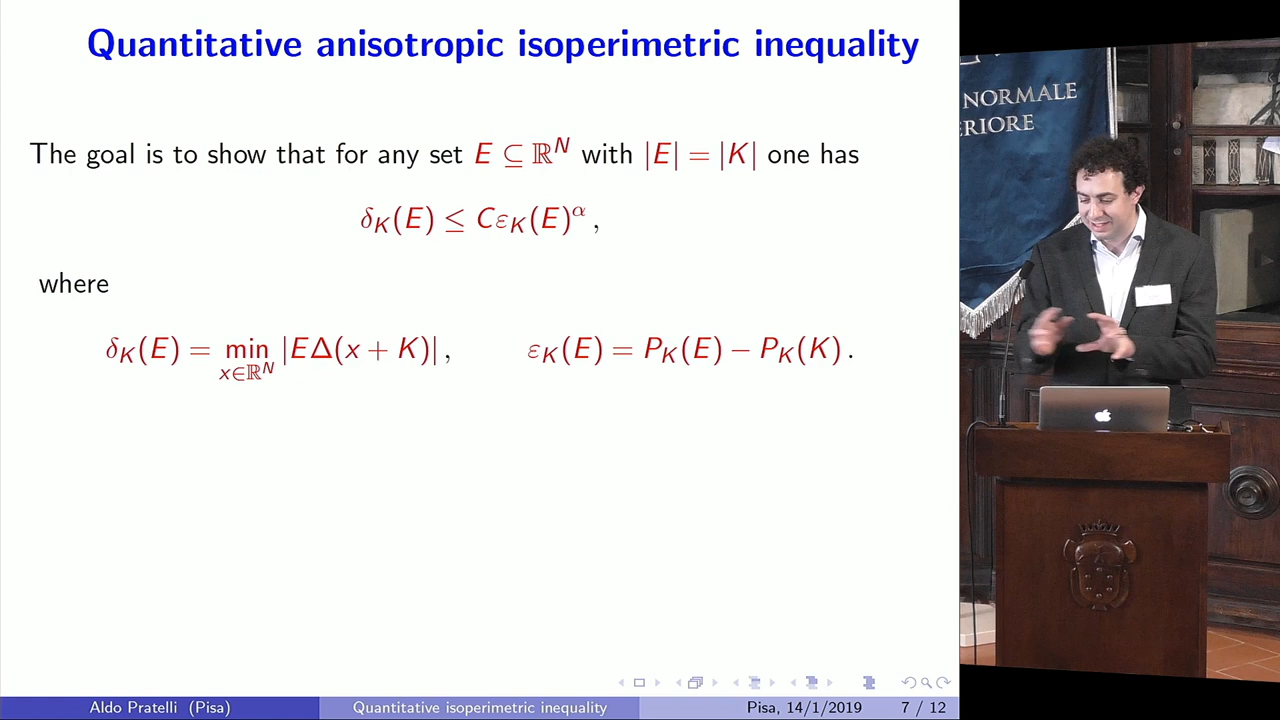 Quantitative anisotropic isoperimetric inequality
The goal is to show that for any set E ⊆ ℝᴺ with |E| = |K| one has
δ_K(E) ≤ Cε_K(E)^α ,
where
δ_K(E) = min_{x∈ℝᴺ} |EΔ(x + K)| , ε_K(E) = P_K(E) − P_K(K) .
Aldo Pratelli (Pisa) Quantitative isoperimetric inequality Pisa, 14/1/2019 7 / 12
NORMALE
ERIORE